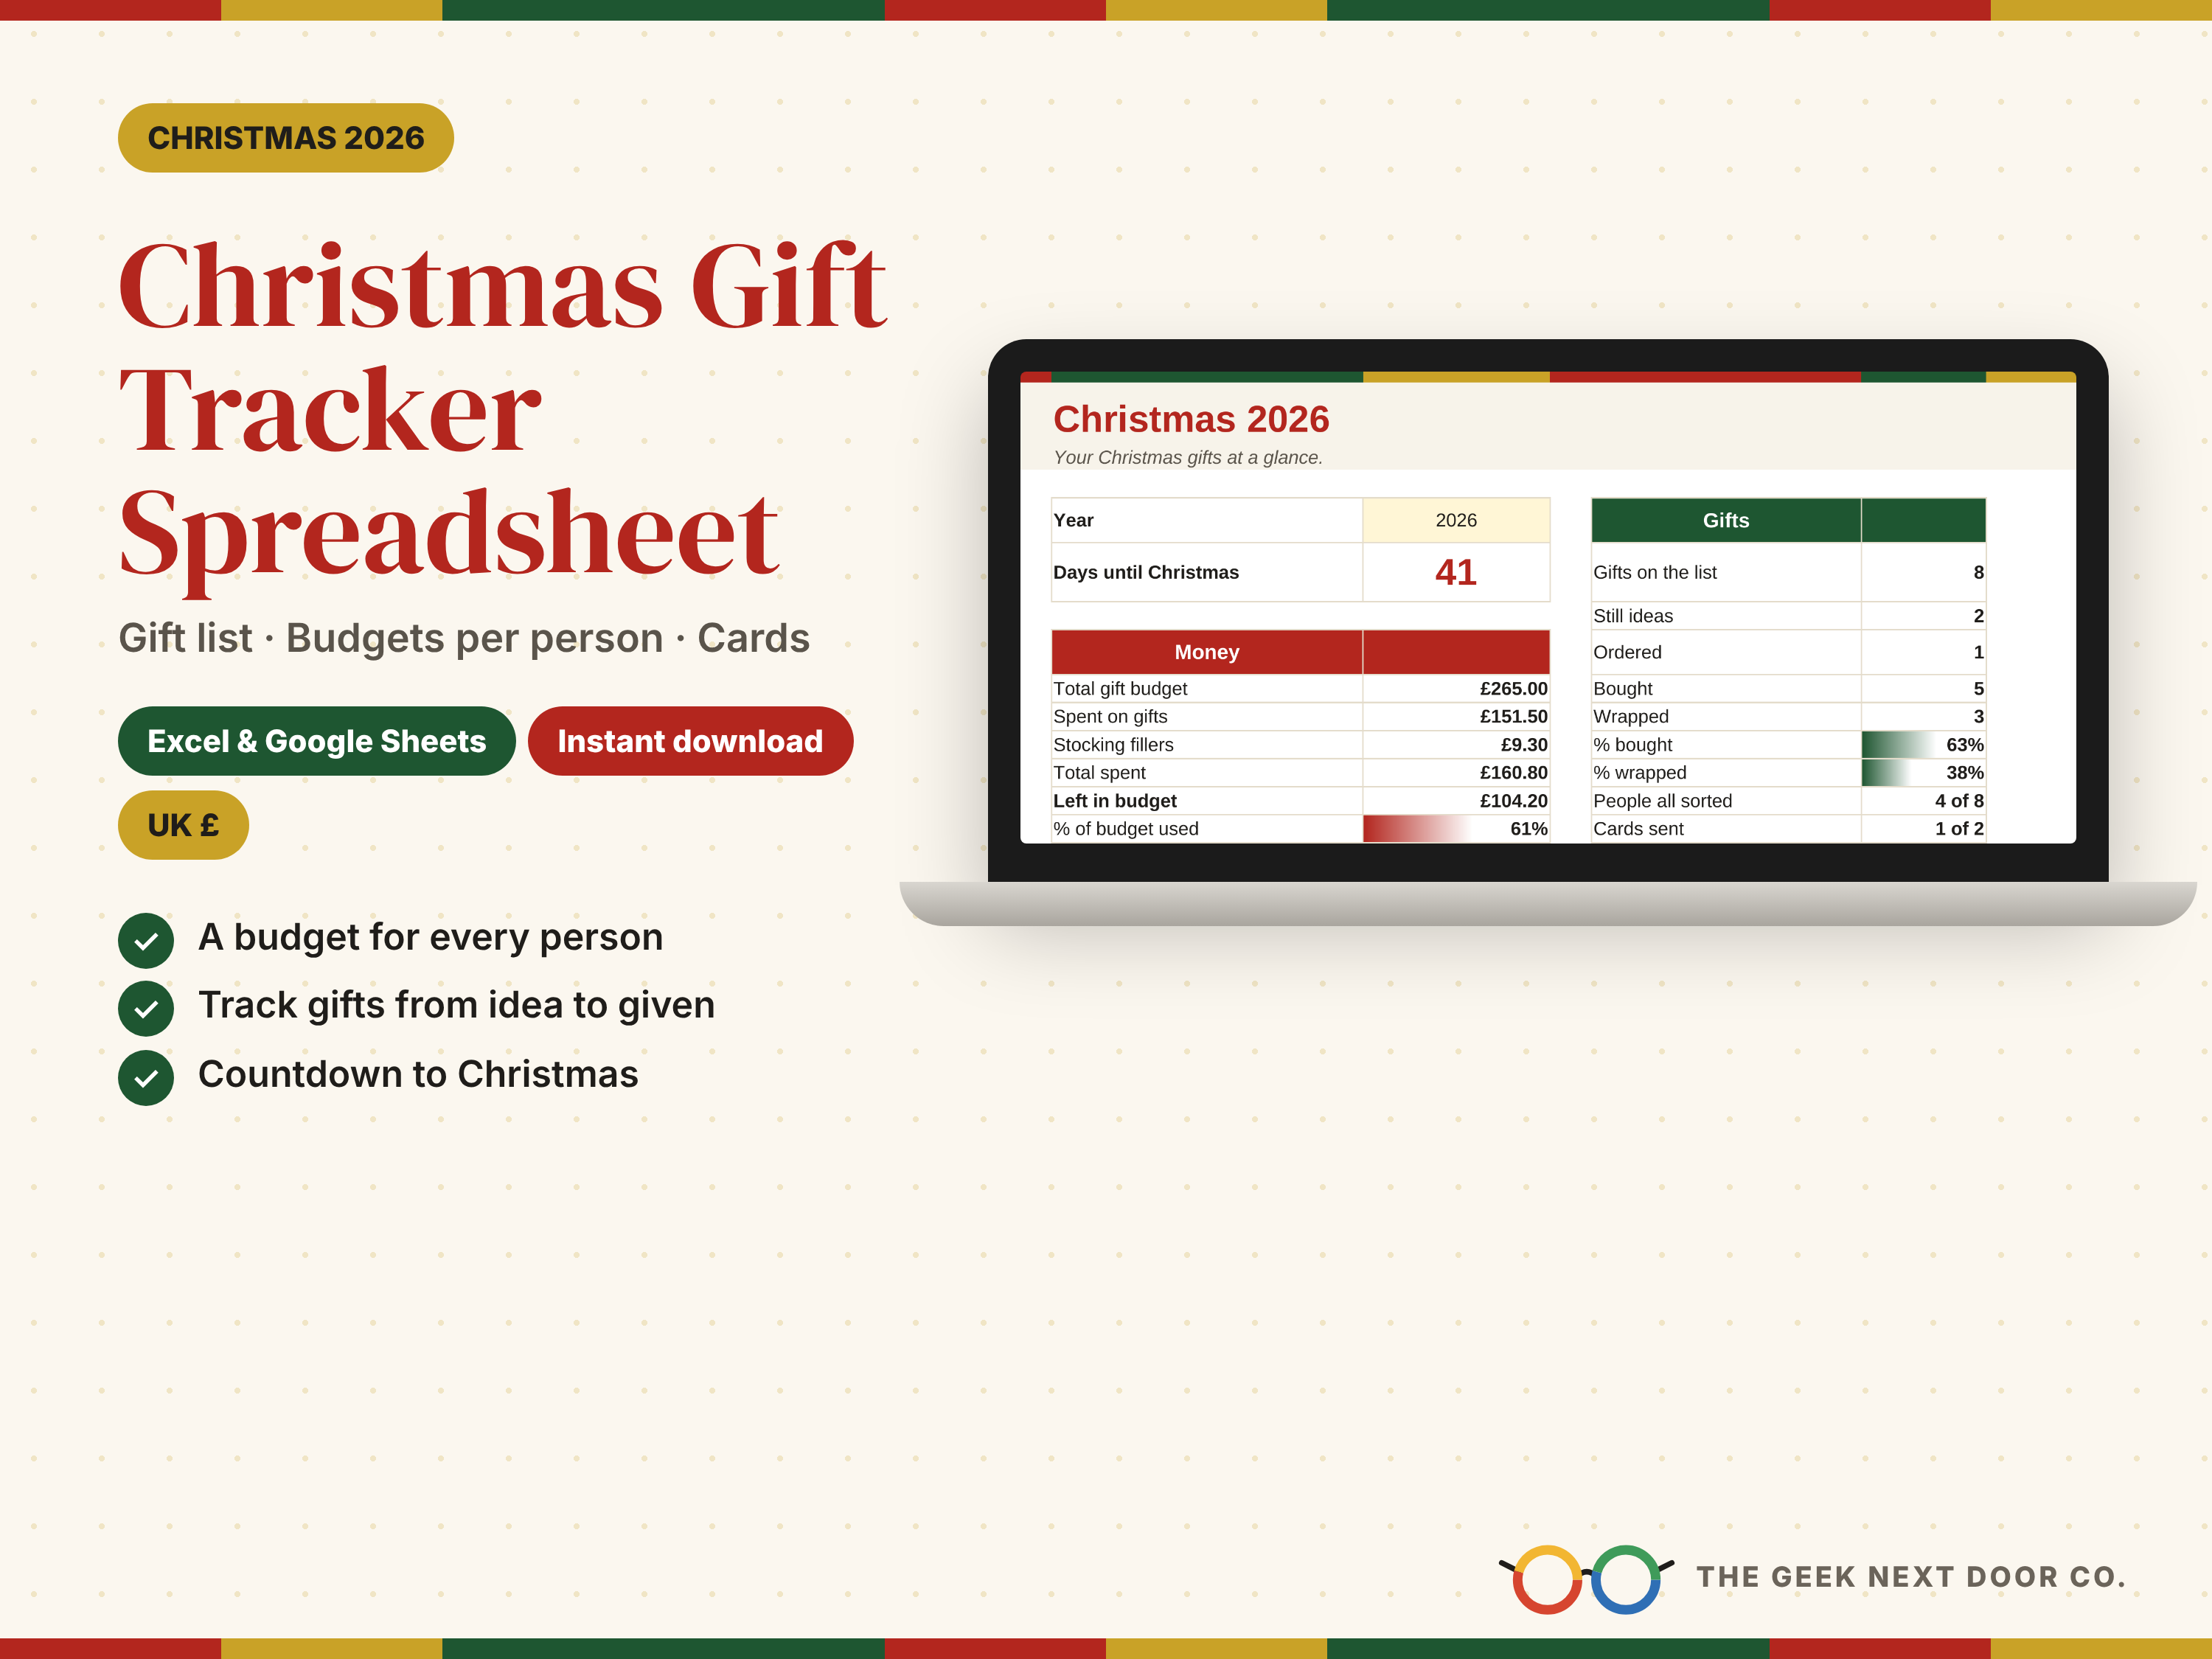 CHRISTMAS 2026
Christmas Gift
Tracker
Spreadsheet
Gift list · Budgets per person · Cards
Excel & Google Sheets
Instant download
UK £
A budget for every person
Track gifts from idea to given
Countdown to Christmas
Christmas 2026
Your Christmas gifts at a glance.
Year 2026
Days until Christmas 41
Money
Total gift budget £265.00
Spent on gifts £151.50
Stocking fillers £9.30
Total spent £160.80
Left in budget £104.20
% of budget used 61%
Gifts
Gifts on the list 8
Still ideas 2
Ordered 1
Bought 5
Wrapped 3
% bought 63%
% wrapped 38%
People all sorted 4 of 8
Cards sent 1 of 2
THE GEEK NEXT DOOR CO.